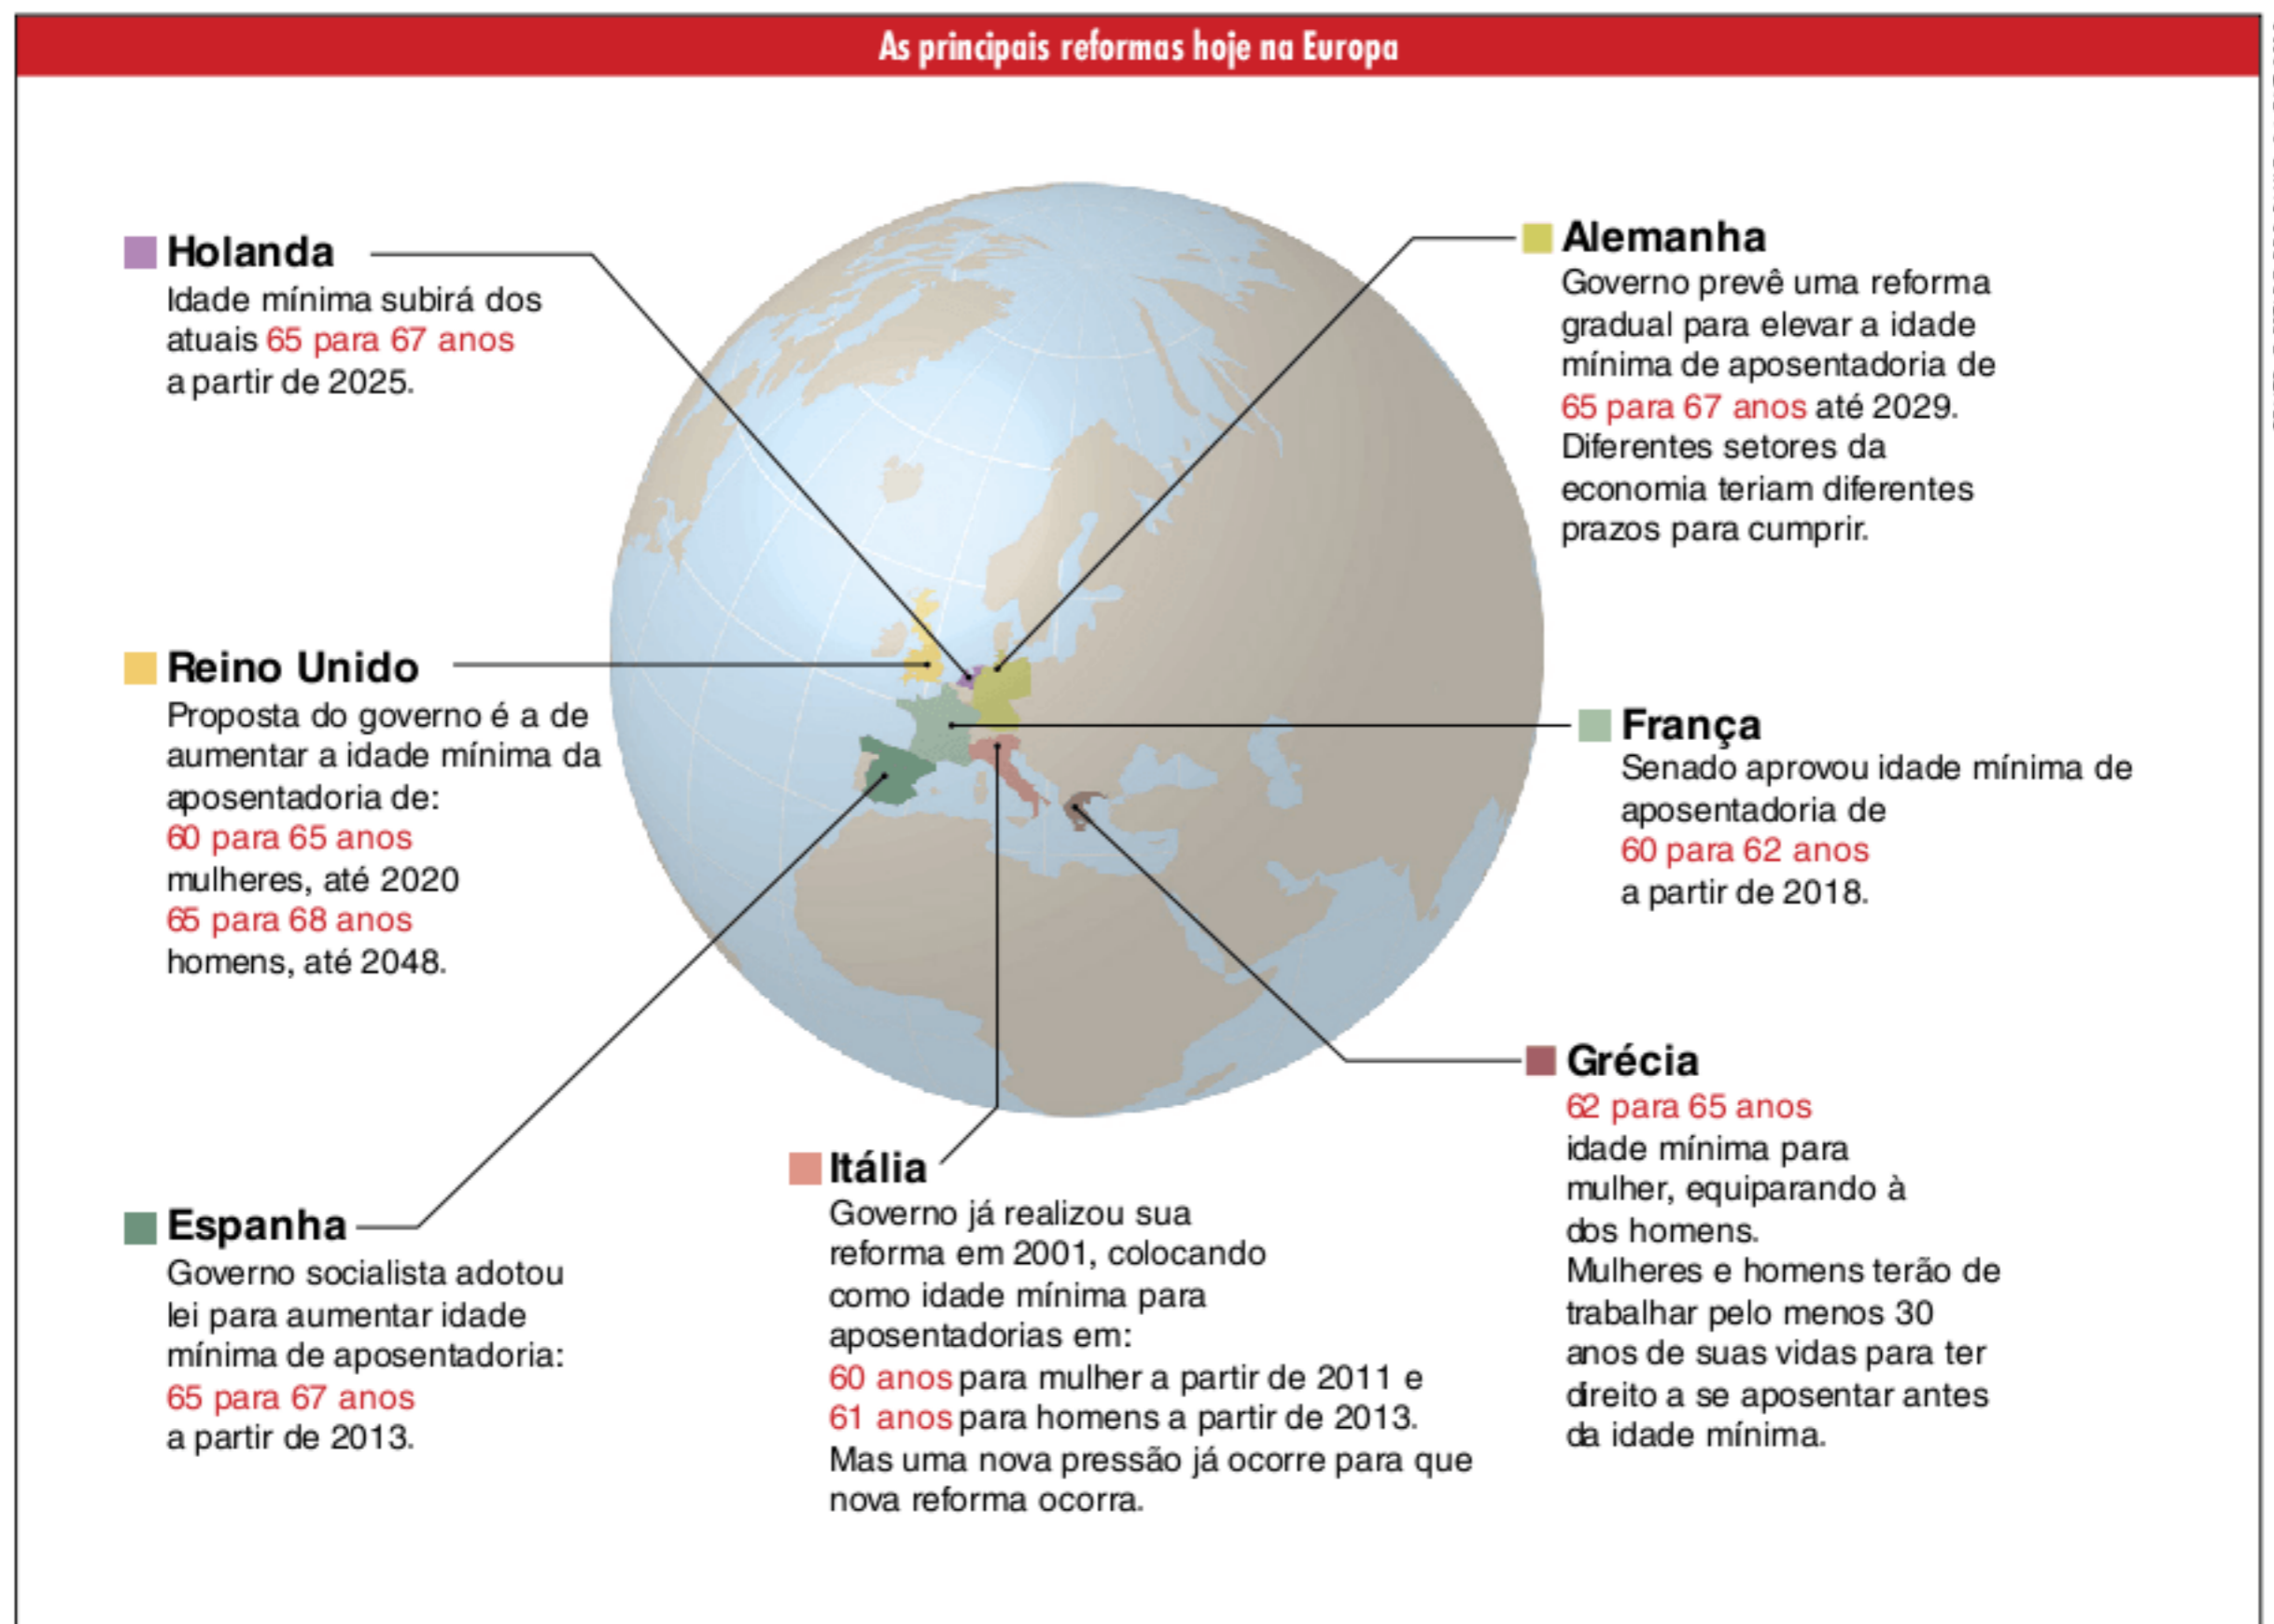 As principais reformas hoje na Europa
Holanda
Idade mínima subirá dos
atuais 65 para 67 anos
a partir de 2025.
Alemanha
Governo prevê uma reforma
gradual para elevar a idade
mínima de aposentadoria de
65 para 67 anos até 2029.
Diferentes setores da
economia teriam diferentes
prazos para cumprir.
Reino Unido
Proposta do governo é a de
aumentar a idade mínima da
aposentadoria de:
60 para 65 anos
mulheres, até 2020
65 para 68 anos
homens, até 2048.
França
Senado aprovou idade mínima de
aposentadoria de
60 para 62 anos
a partir de 2018.
Espanha
Governo socialista adotou
lei para aumentar idade
mínima de aposentadoria:
65 para 67 anos
a partir de 2013.
Itália
Governo já realizou sua
reforma em 2001, colocando
como idade mínima para
aposentadorias em:
60 anos para mulher a partir de 2011 e
61 anos para homens a partir de 2013.
Mas uma nova pressão já ocorre para que
nova reforma ocorra.
Grécia
62 para 65 anos
idade mínima para
mulher, equiparando à
dos homens.
Mulheres e homens terão de
trabalhar pelo menos 30
anos de suas vidas para ter
direito a se aposentar antes
da idade mínima.